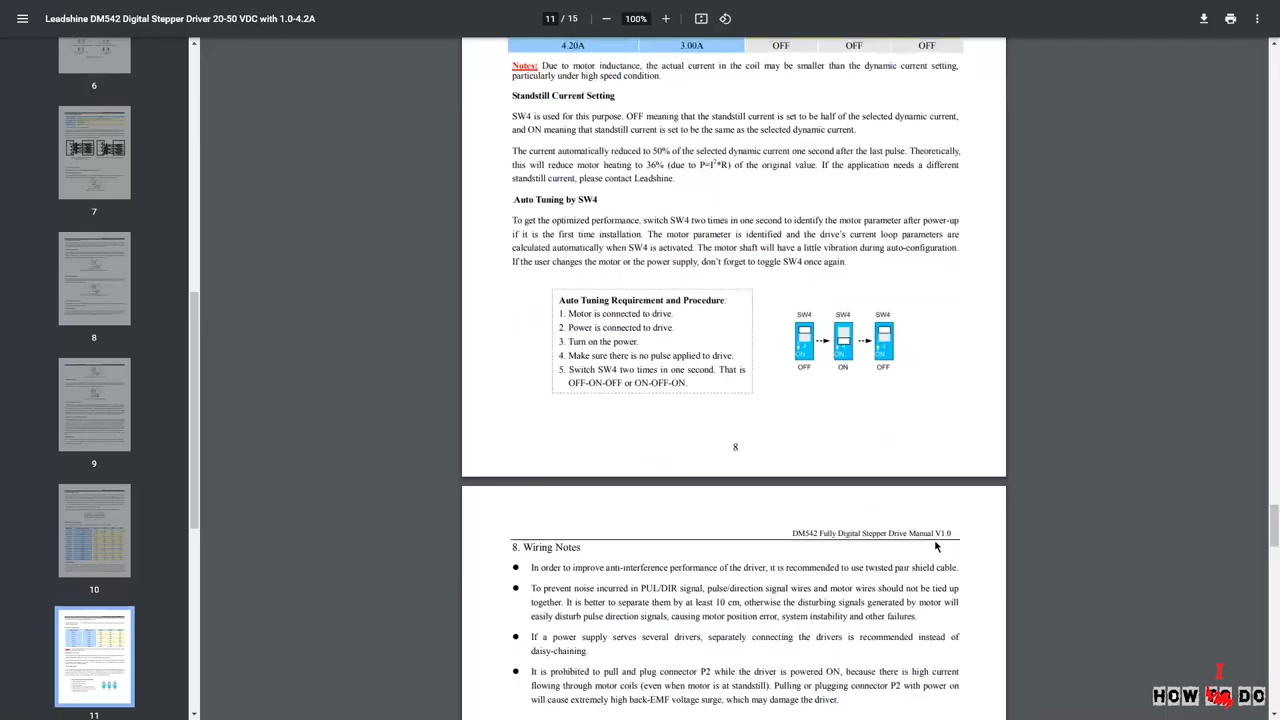 Leadshine DM542 Digital Stepper Driver 20-50 VDC with 1.0-4.2A
11 / 15
100%
6
7
8
9
10
11
4.20A 3.00A OFF OFF OFF
Notes: Due to motor inductance, the actual current in the coil may be smaller than the dynamic current setting,
particularly under high speed condition.
Standstill Current Setting
SW4 is used for this purpose. OFF meaning that the standstill current is set to be half of the selected dynamic current,
and ON meaning that standstill current is set to be the same as the selected dynamic current.
The current automatically reduced to 50% of the selected dynamic current one second after the last pulse. Theoretically,
this will reduce motor heating to 36% (due to P=I²*R) of the original value. If the application needs a different
standstill current, please contact Leadshine.
Auto Tuning by SW4
To get the optimized performance, switch SW4 two times in one second to identify the motor parameter after power-up
if it is the first time installation. The motor parameter is identified and the drive's current loop parameters are
calculated automatically when SW4 is activated. The motor shaft will have a little vibration during auto-configuration.
If the user changes the motor or the power supply, don't forget to toggle SW4 once again.
Auto Tuning Requirement and Procedure:
1. Motor is connected to drive.
2. Power is connected to drive.
3. Turn on the power.
4. Make sure there is no pulse applied to drive.
5. Switch SW4 two times in one second. That is
OFF-ON-OFF or ON-OFF-ON.
SW4 SW4 SW4
ON ON ON
OFF ON OFF
8
DM542 Fully Digital Stepper Drive Manual V1.0
8. Wiring Notes
● In order to improve anti-interference performance of the driver, it is recommended to use twisted pair shield cable.
● To prevent noise incurred in PUL/DIR signal, pulse/direction signal wires and motor wires should not be tied up
together. It is better to separate them by at least 10 cm, otherwise the disturbing signals generated by motor will
easily disturb pulse direction signals, causing motor position error, system instability and other failures.
● If a power supply serves several drivers, separately connecting the drivers is recommended instead of
daisy-chaining.
● It is prohibited to pull and plug connector P2 while the driver is powered ON, because there is high current
flowing through motor coils (even when motor is at standstill). Pulling or plugging connector P2 with power on
will cause extremely high back-EMF voltage surge, which may damage the driver.
I
HOW DO DO